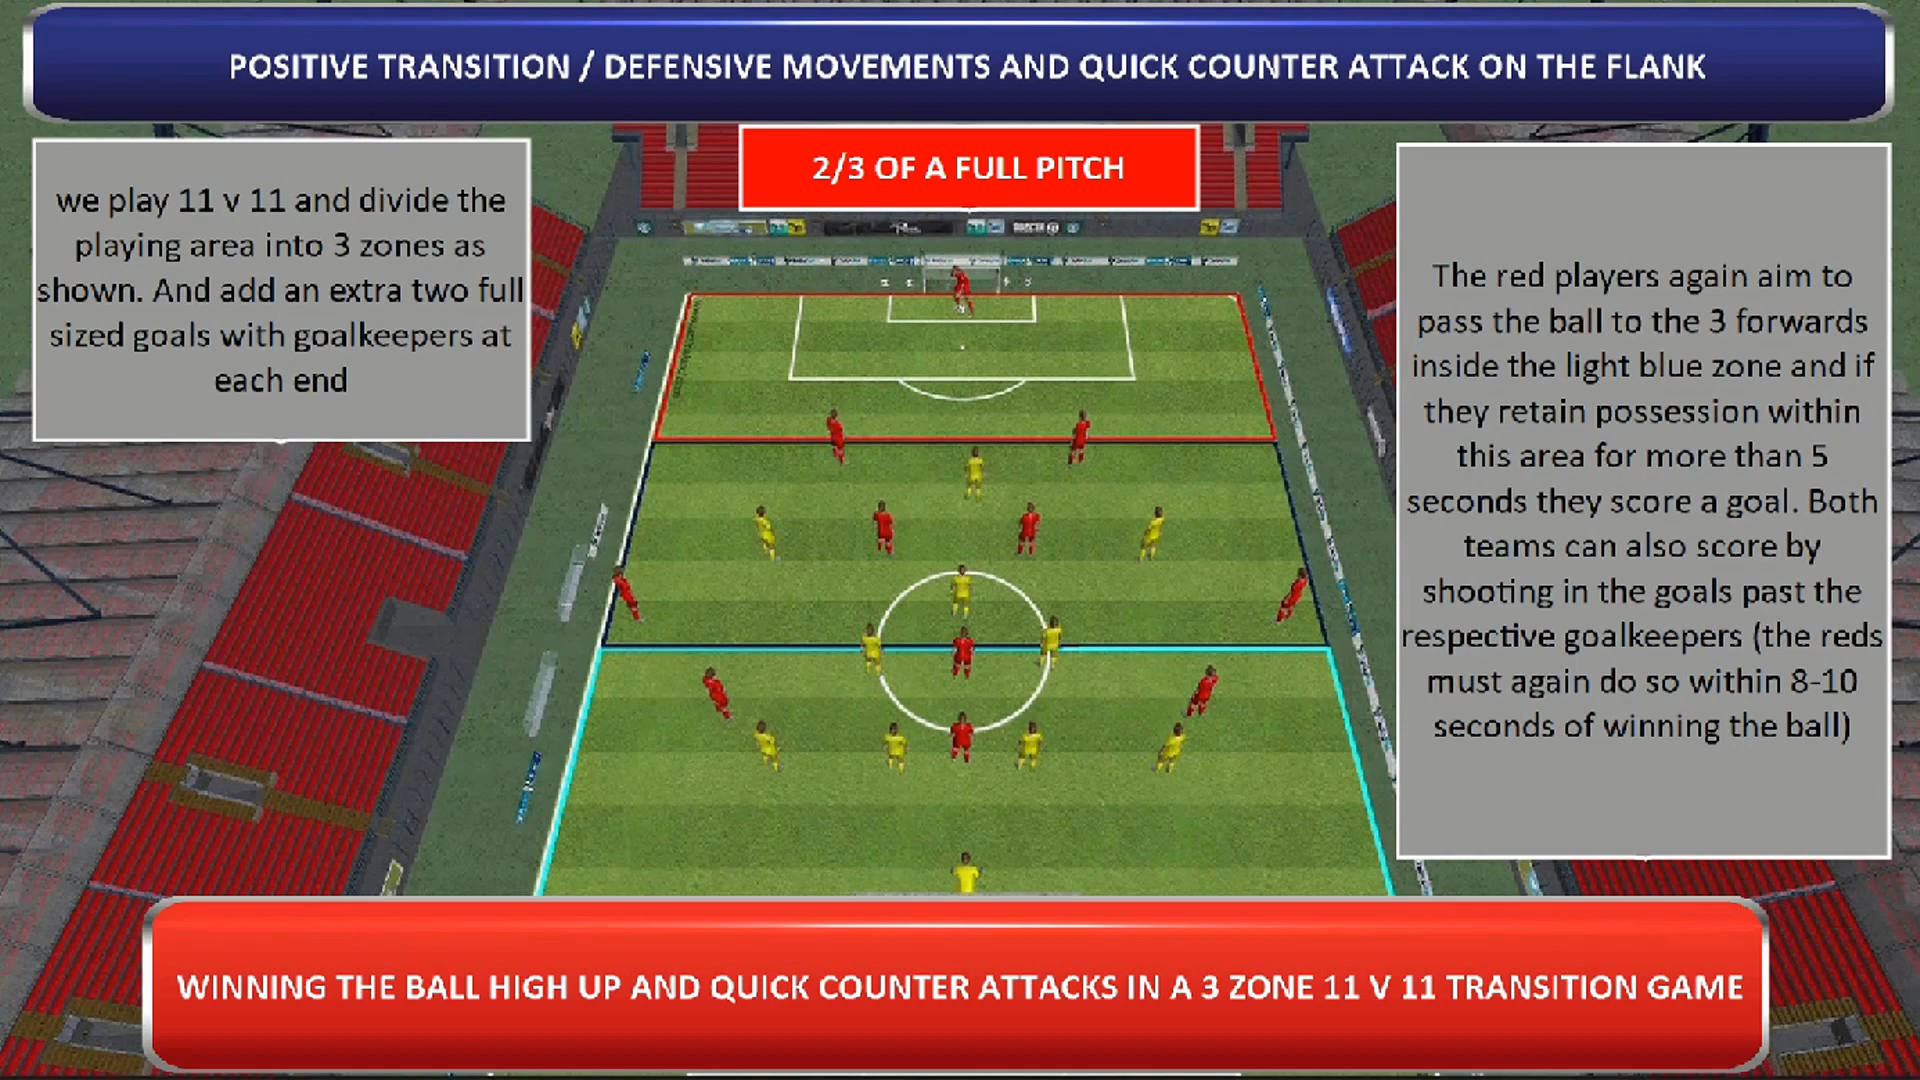 POSITIVE TRANSITION / DEFENSIVE MOVEMENTS AND QUICK COUNTER ATTACK ON THE FLANK
2/3 OF A FULL PITCH
we play 11 v 11 and divide the
playing area into 3 zones as
shown. And add an extra two full
sized goals with goalkeepers at
each end
The red players again aim to
pass the ball to the 3 forwards
inside the light blue zone and if
they retain possession within
this area for more than 5
seconds they score a goal. Both
teams can also score by
shooting in the goals past the
respective goalkeepers (the reds
must again do so within 8-10
seconds of winning the ball)
WINNING THE BALL HIGH UP AND QUICK COUNTER ATTACKS IN A 3 ZONE 11 V 11 TRANSITION GAME